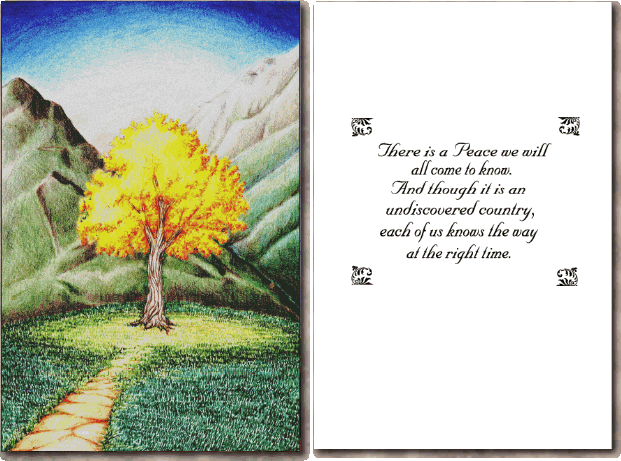 There is a Peace we will
all come to know.
And though it is an
undiscovered country,
each of us knows the way
at the right time.